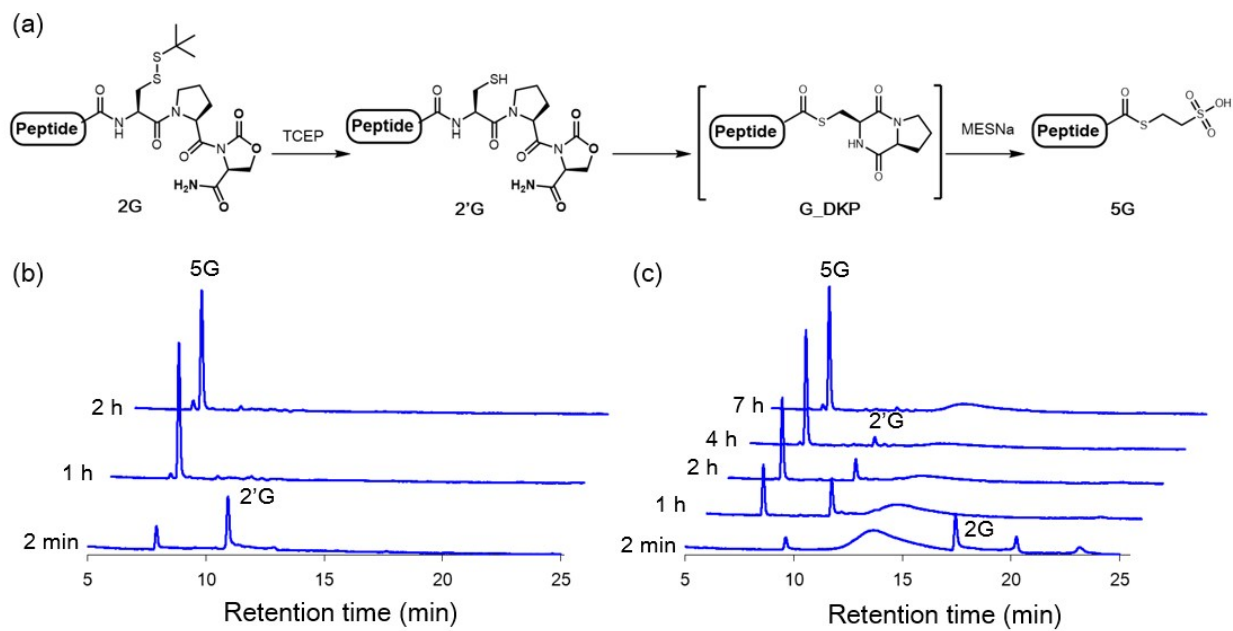 (a)
Peptide
O
N
H
S
S
O
N
O
N
O
O
H₂N
O
2G
TCEP
Peptide
O
N
H
SH
O
N
O
N
O
O
H₂N
O
2'G
Peptide
O
S
O
N
HN
O
G_DKP
MESNa
Peptide
O
S
O
S
OH
O
5G
(b)
5G
2 h
1 h
2'G
2 min
5
10
15
20
25
Retention time (min)
(c)
5G
7 h
2'G
4 h
2 h
1 h
2G
2 min
5
10
15
20
25
Retention time (min)